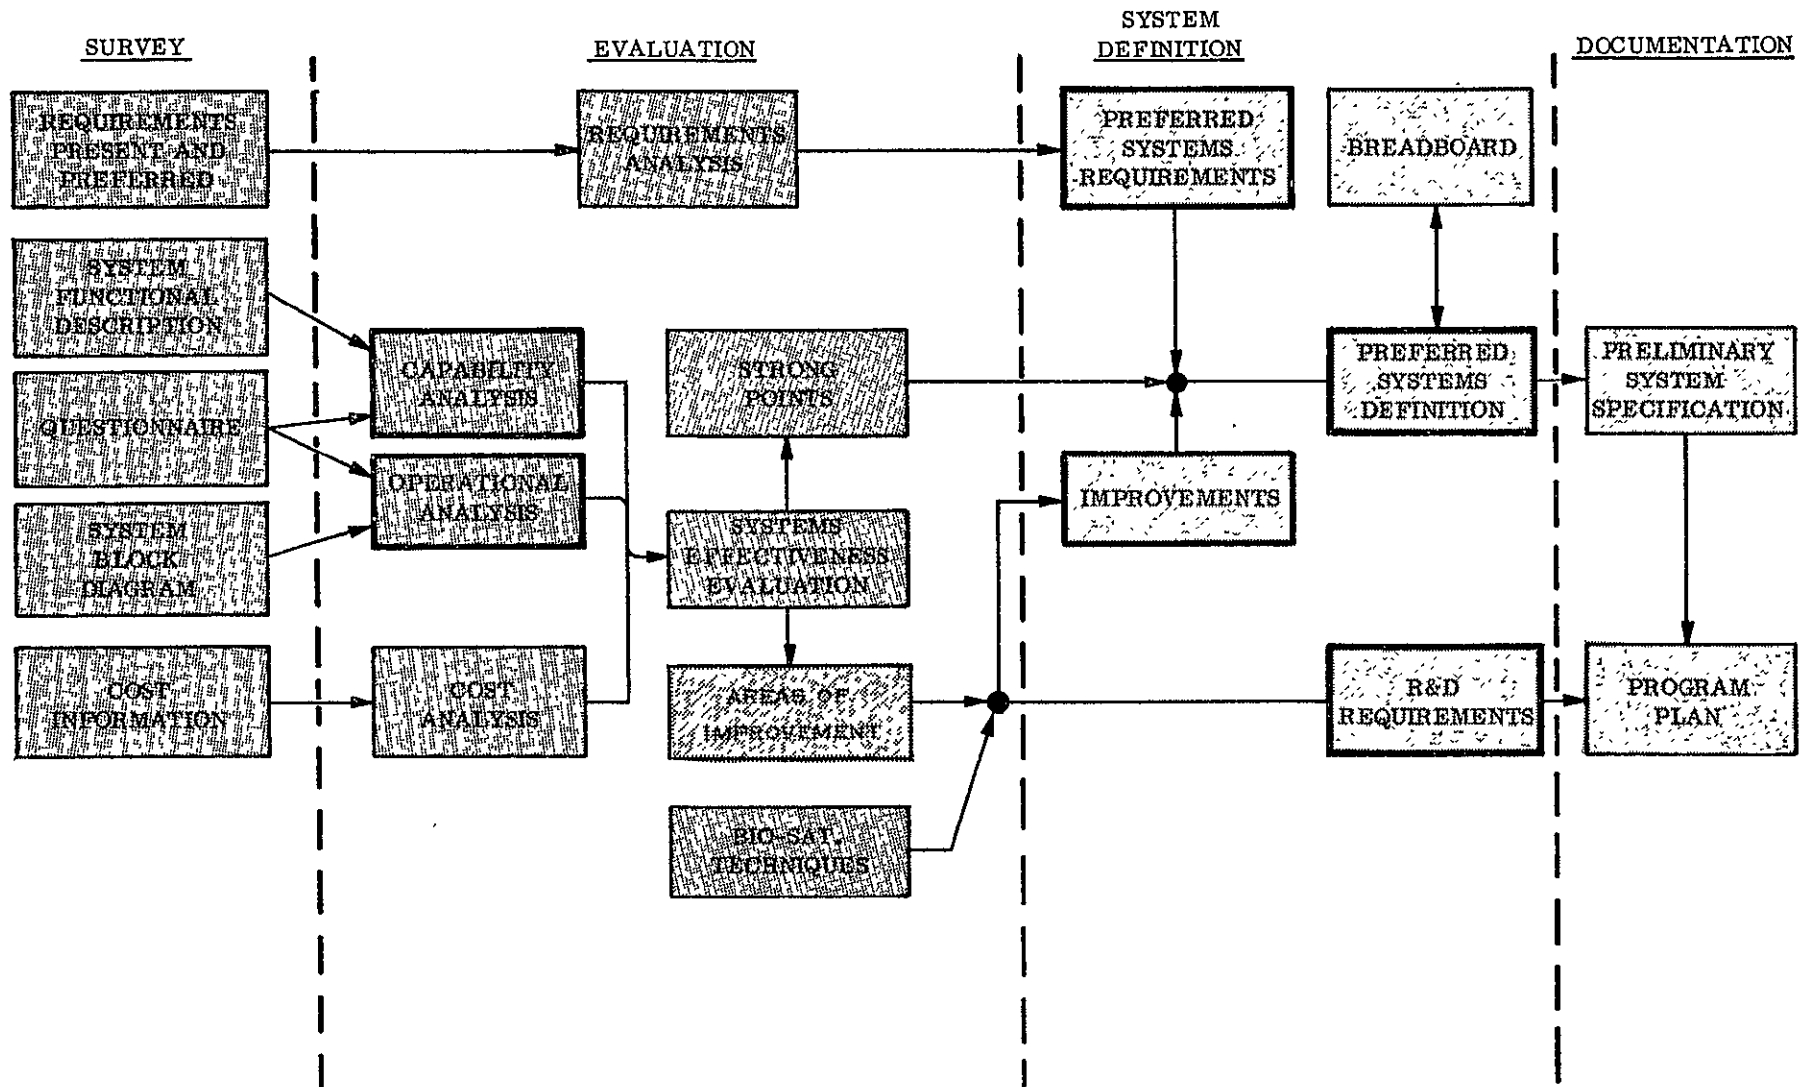 SURVEY
EVALUATION
SYSTEM
DEFINITION
DOCUMENTATION
REQUIREMENTS
PRESENT AND
PREFERRED
REQUIREMENTS
ANALYSIS
PREFERRED
SYSTEMS
REQUIREMENTS
BREADBOARD
SYSTEM
FUNCTIONAL
DESCRIPTION
CAPABILITY
ANALYSIS
STRONG
POINTS
PREFERRED
SYSTEMS
DEFINITION
PRELIMINARY
SYSTEM
SPECIFICATION
QUESTIONNAIRE
OPERATIONAL
ANALYSIS
IMPROVEMENTS
SYSTEM
BLOCK
DIAGRAM
SYSTEMS
EFFECTIVENESS
EVALUATION
COST
INFORMATION
COST
ANALYSIS
AREAS OF
IMPROVEMENT
R&D
REQUIREMENTS
PROGRAM
PLAN
BIO-SAT.
TECHNIQUES